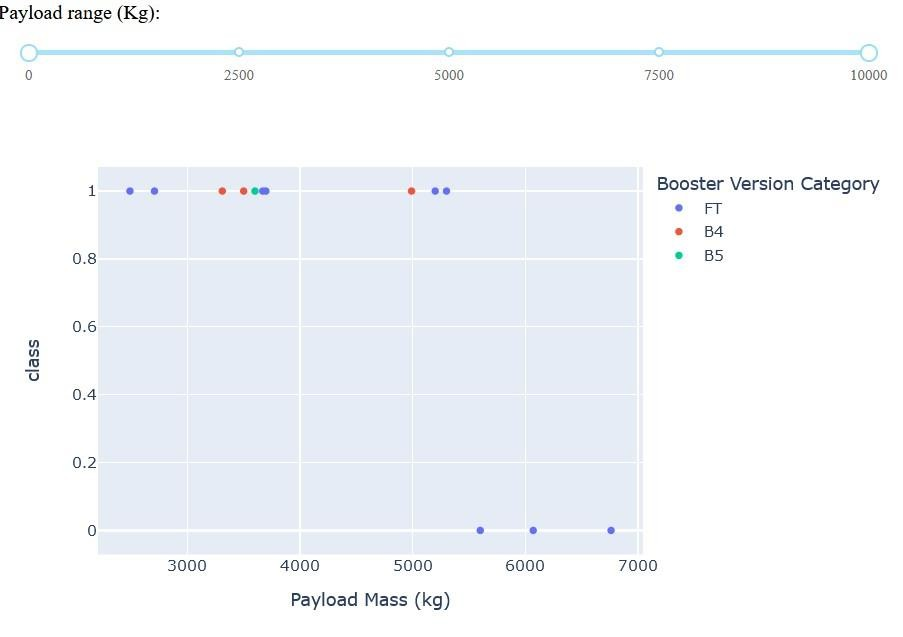 Payload range (Kg):
0 2500 5000 7500 10000
Booster Version Category
FT
B4
B5
1
0.8
0.6
0.4
0.2
0
class
3000 4000 5000 6000 7000
Payload Mass (kg)